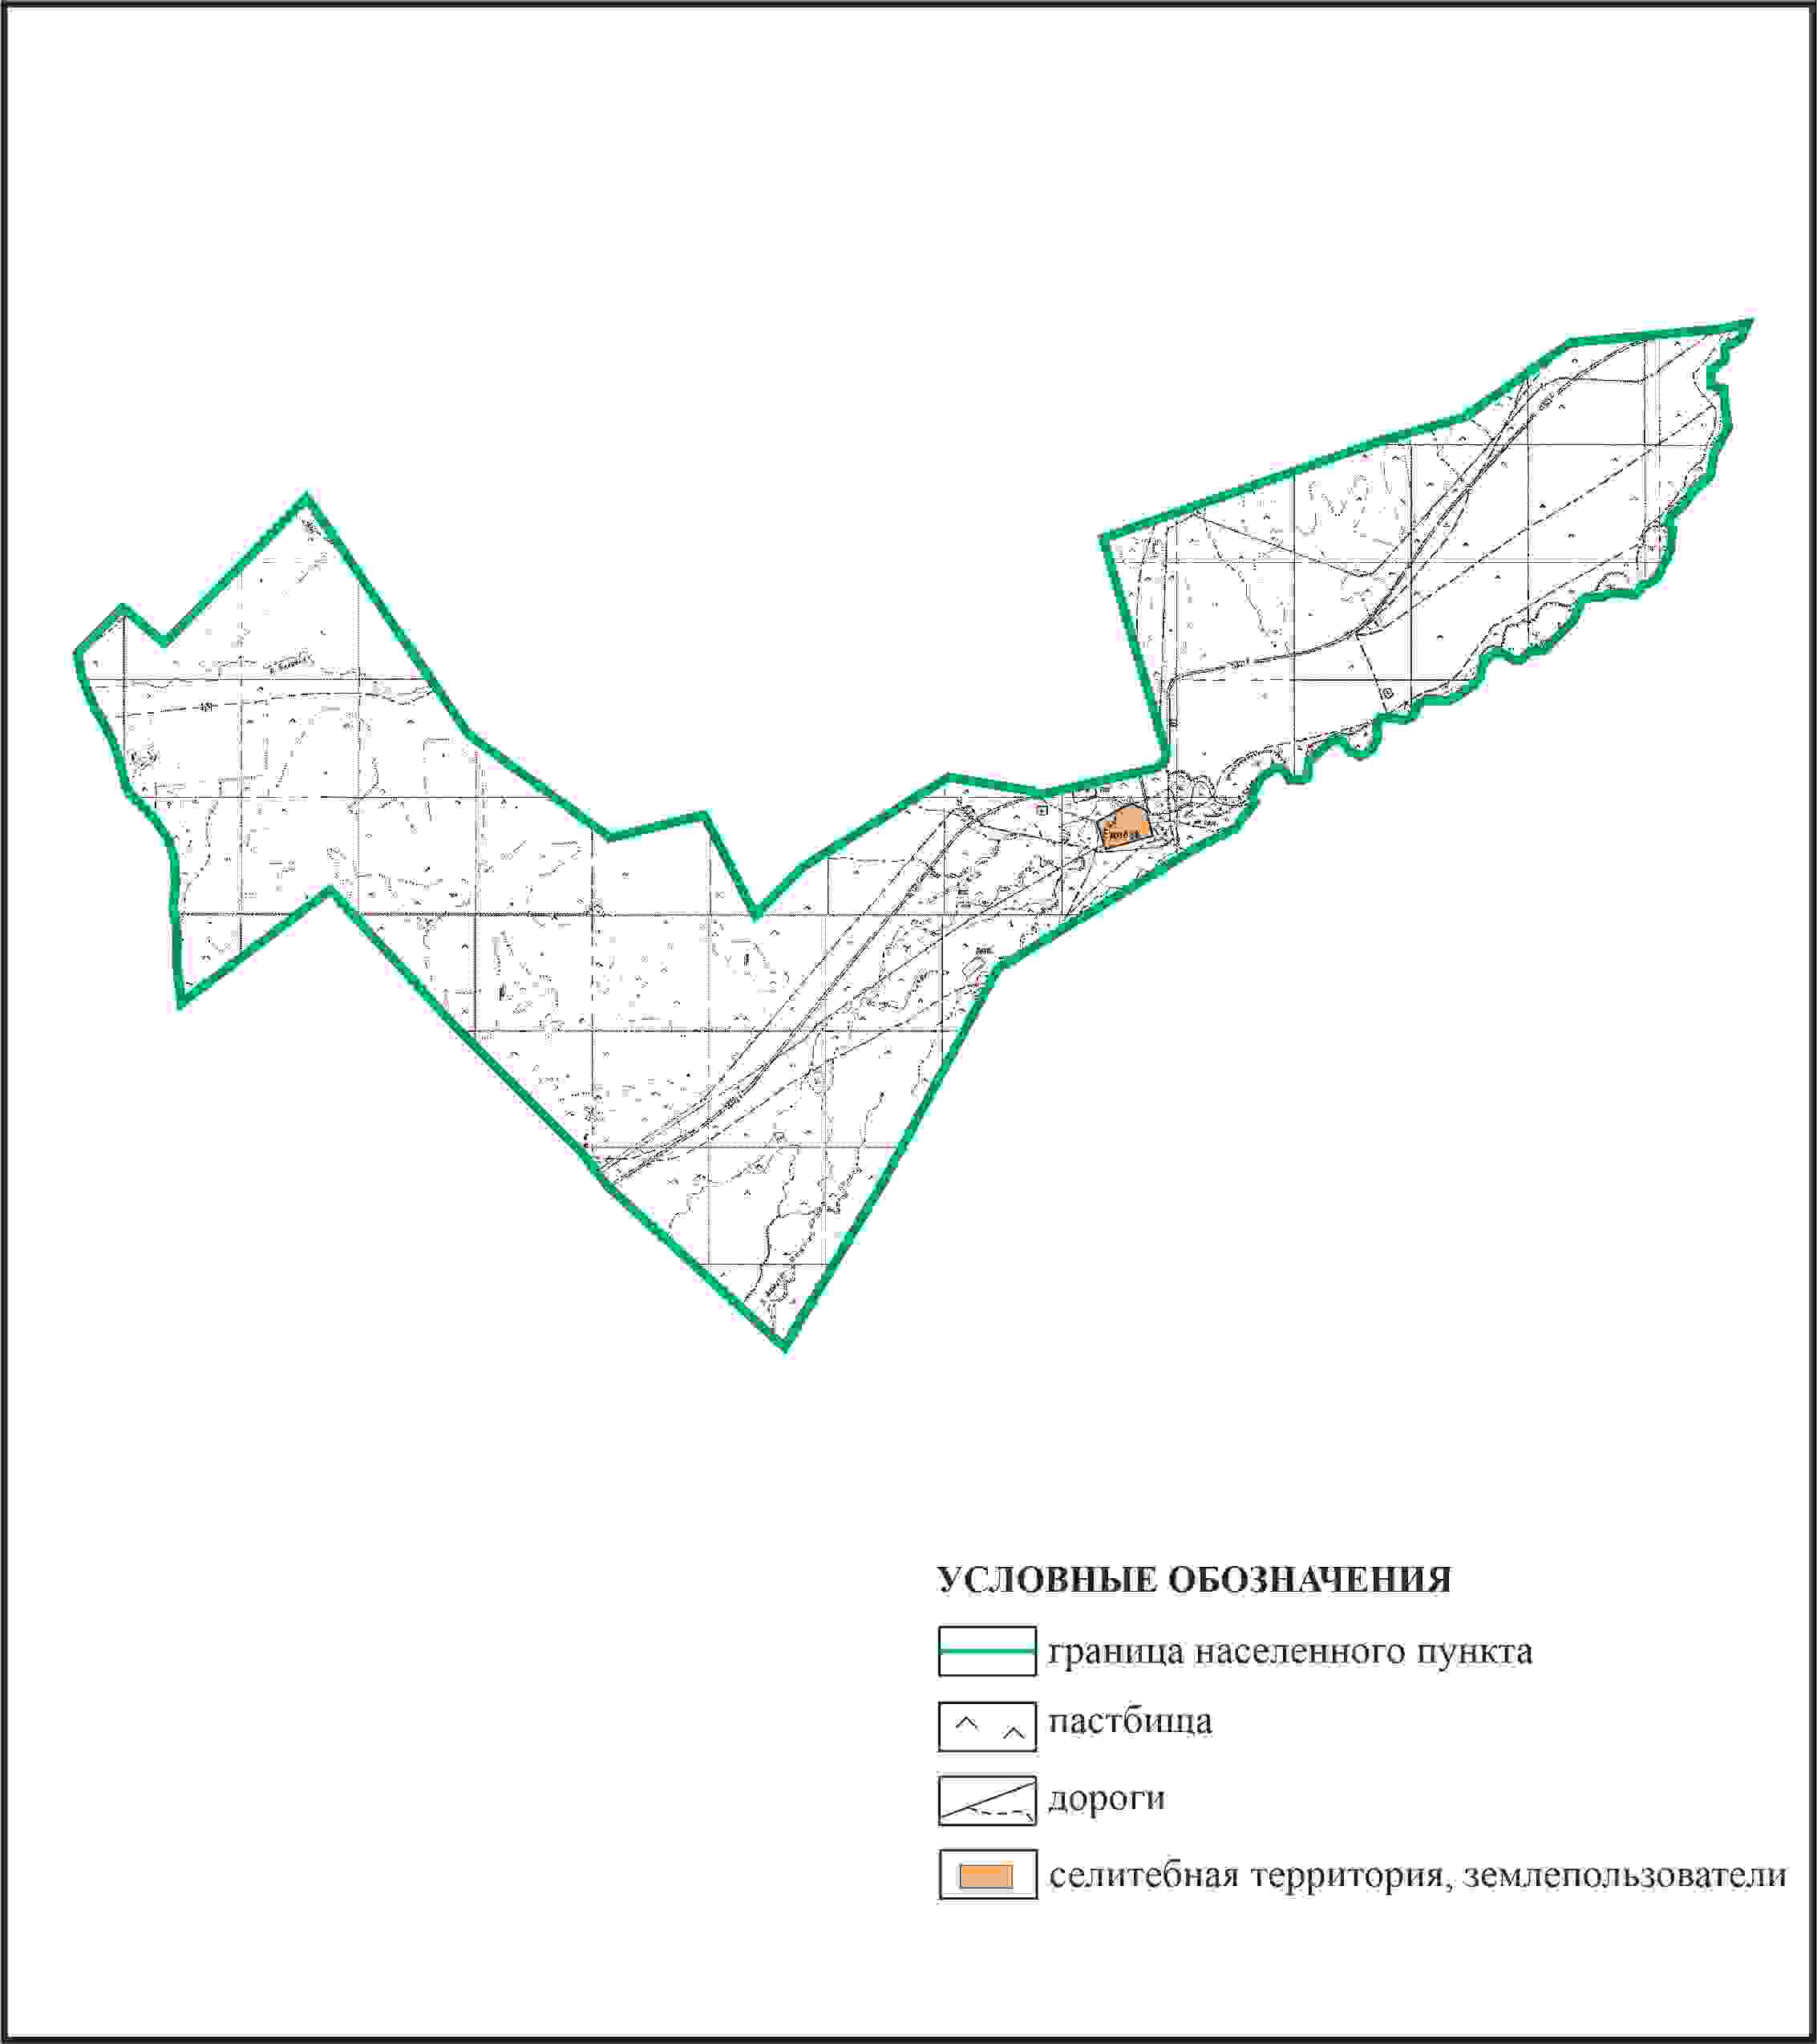 УСЛОВНЫЕ ОБОЗНАЧЕНИЯ
граница населенного пункта
пастбища
дороги
селитебная территория, землепользователи